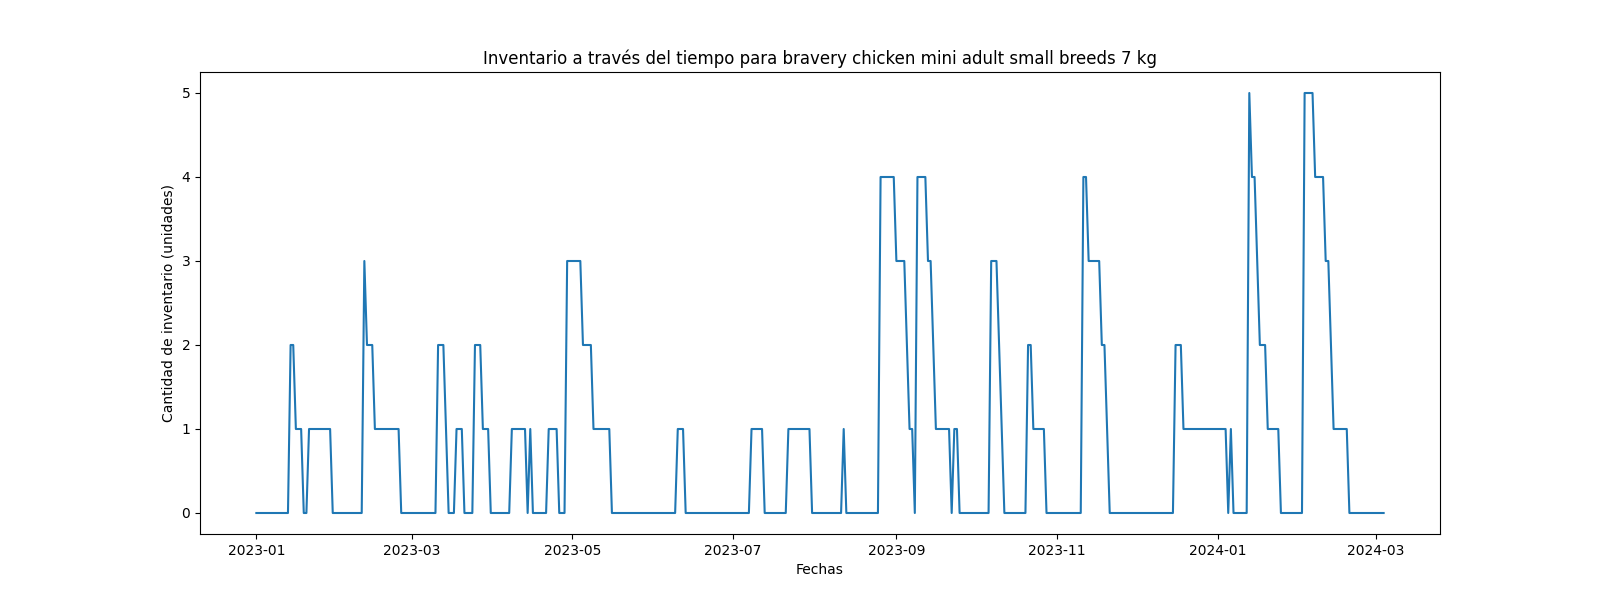 Inventario a través del tiempo para bravery chicken mini adult small breeds 7 kg
Cantidad de inventario (unidades)
5
4
3
2
1
0
2023-01 2023-03 2023-05 2023-07 2023-09 2023-11 2024-01 2024-03
Fechas